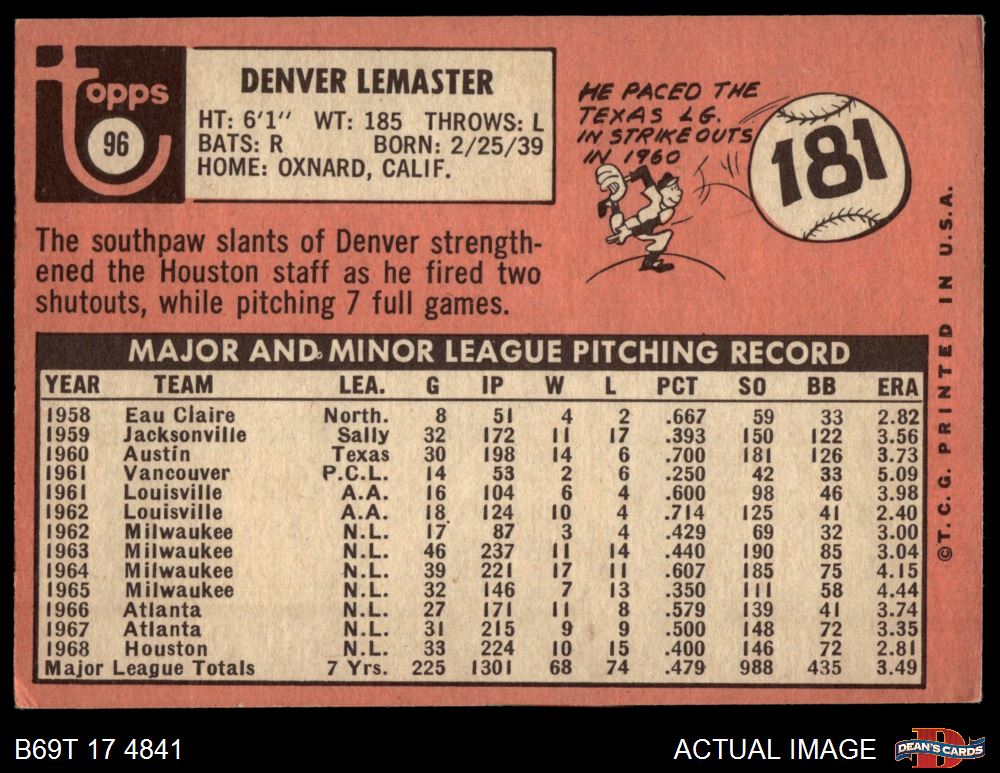 Topps
96
DENVER LEMASTER
HT: 6'1" WT: 185 THROWS: L
BATS: R BORN: 2/25/39
HOME: OXNARD, CALIF.
HE PACED THE
TEXAS LG.
IN STRIKEOUTS
IN 1960
181
The southpaw slants of Denver strength-
ened the Houston staff as he fired two
shutouts, while pitching 7 full games.
MAJOR AND MINOR LEAGUE PITCHING RECORD
YEAR TEAM LEA. G IP W L PCT SO BB ERA
1958 Eau Claire North. 8 51 4 2 .667 59 33 2.82
1959 Jacksonville Sally 32 172 11 17 .393 150 122 3.56
1960 Austin Texas 30 198 14 6 .700 181 126 3.73
1961 Vancouver P.C.L. 14 53 2 6 .250 42 33 5.09
1961 Louisville A.A. 16 104 6 4 .600 98 46 3.98
1962 Louisville A.A. 18 124 10 4 .714 125 41 2.40
1962 Milwaukee N.L. 17 87 3 4 .429 69 32 3.00
1963 Milwaukee N.L. 46 237 11 14 .440 190 85 3.04
1964 Milwaukee N.L. 39 221 17 11 .607 185 75 4.15
1965 Milwaukee N.L. 32 146 7 13 .350 111 58 4.44
1966 Atlanta N.L. 27 171 11 8 .579 139 41 3.74
1967 Atlanta N.L. 31 215 9 9 .500 148 72 3.35
1968 Houston N.L. 33 224 10 15 .400 146 72 2.81
Major League Totals 7 Yrs. 225 1301 68 74 .479 988 435 3.49
©T.C.G. PRINTED IN U.S.A.
B69T 17 4841
ACTUAL IMAGE
D
DEAN'S CARDS